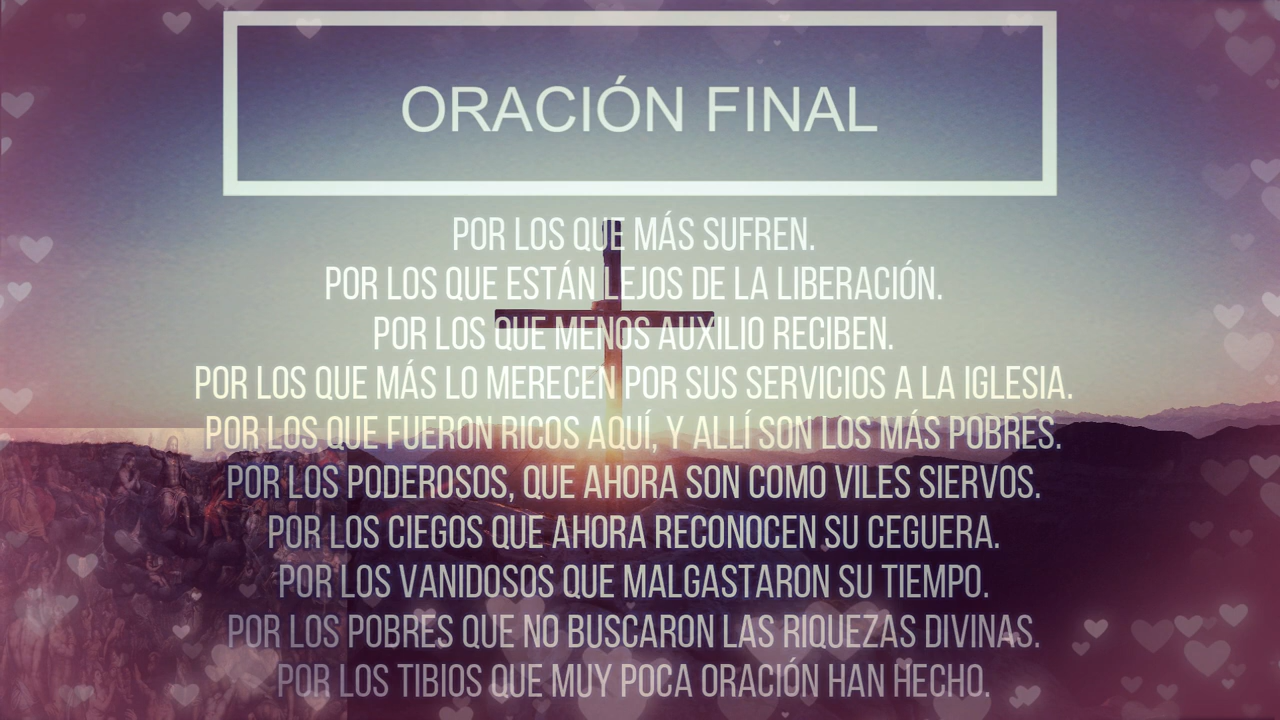 ORACIÓN FINAL
POR LOS QUE MÁS SUFREN.
POR LOS QUE ESTÁN LEJOS DE LA LIBERACIÓN.
POR LOS QUE MENOS AUXILIO RECIBEN.
POR LOS QUE MÁS LO MERECEN POR SUS SERVICIOS A LA IGLESIA.
POR LOS QUE FUERON RICOS AQUÍ, Y ALLÍ SON LOS MÁS POBRES.
POR LOS PODEROSOS, QUE AHORA SON COMO VILES SIERVOS.
POR LOS CIEGOS QUE AHORA RECONOCEN SU CEGUERA.
POR LOS VANIDOSOS QUE MALGASTARON SU TIEMPO.
POR LOS POBRES QUE NO BUSCARON LAS RIQUEZAS DIVINAS.
POR LOS TIBIOS QUE MUY POCA ORACIÓN HAN HECHO.